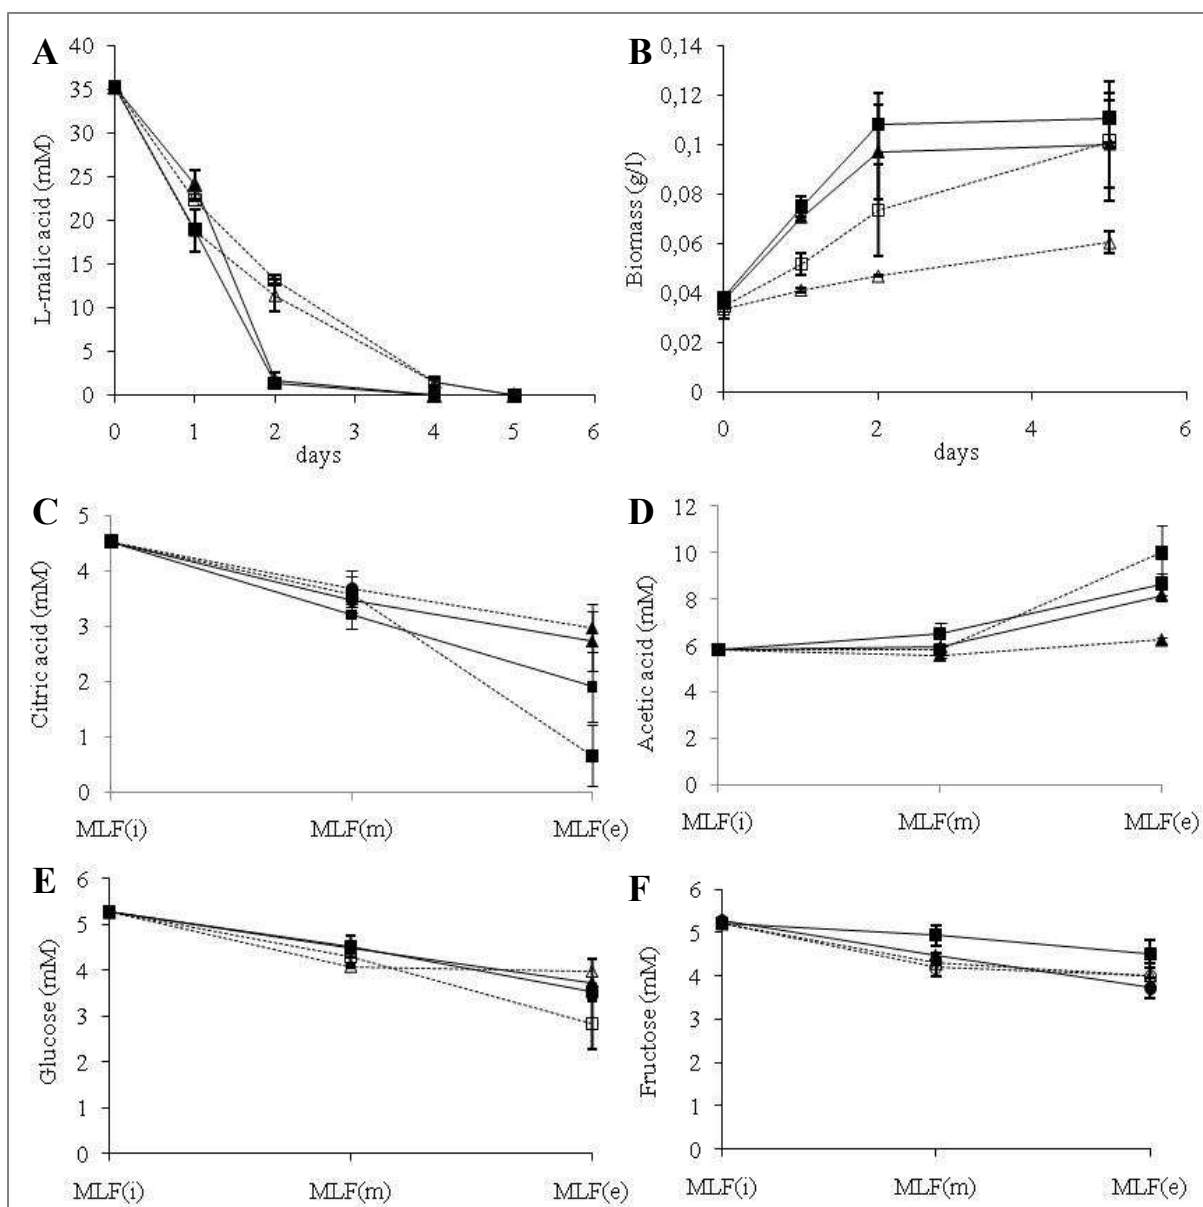 A
L-malic acid (mM)
40
35
30
25
20
15
10
5
0
0 1 2 3 4 5 6
days
B
Biomass (g/l)
0,14
0,12
0,1
0,08
0,06
0,04
0,02
0
0 2 4 6
days
C
Citric acid (mM)
5
4
3
2
1
0
MLF(i) MLF(m) MLF(e)
D
Acetic acid (mM)
12
10
8
6
4
2
0
MLF(i) MLF(m) MLF(e)
E
Glucose (mM)
6
5
4
3
2
1
0
MLF(i) MLF(m) MLF(e)
F
Fructose (mM)
6
5
4
3
2
1
0
MLF(i) MLF(m) MLF(e)